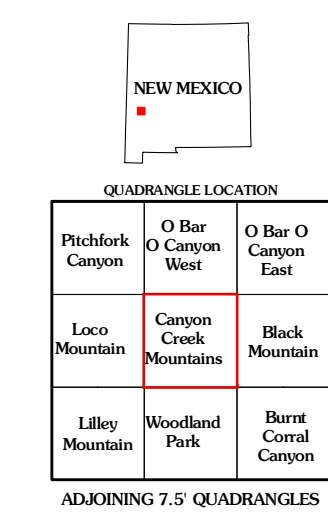 NEW MEXICO
QUADRANGLE LOCATION
Pitchfork
Canyon
O Bar
O Canyon
West
O Bar O
Canyon
East
Loco
Mountain
Canyon
Creek
Mountains
Black
Mountain
Lilley
Mountain
Woodland
Park
Burnt
Corral
Canyon
ADJOINING 7.5' QUADRANGLES